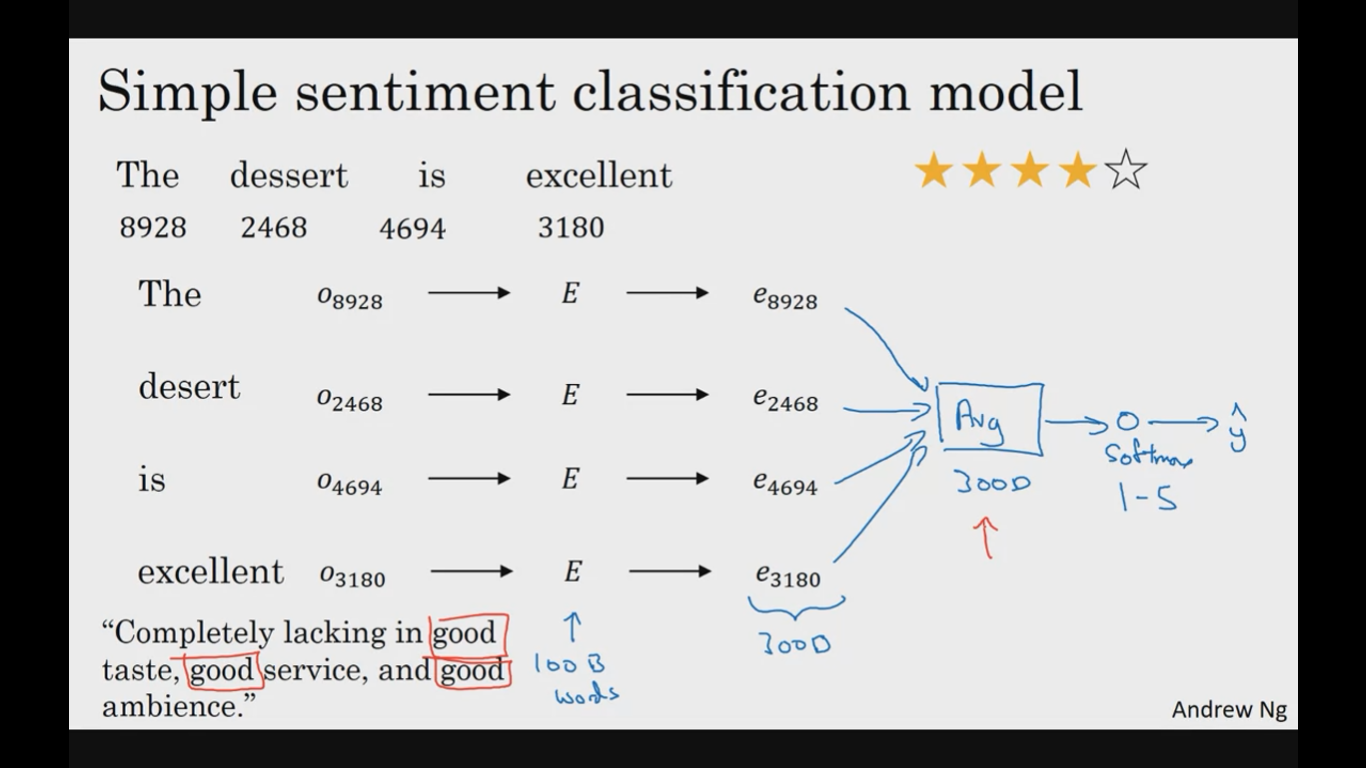 Simple sentiment classification model
The dessert is excellent
8928 2468 4694 3180
The o8928 E e8928
desert o2468 E e2468
Avg ŷ
Softmax
is o4694 E e4694
300D
1-5
excellent o3180 E e3180
"Completely lacking in good
taste, good service, and good
ambience."
100 B
words
300D
Andrew Ng